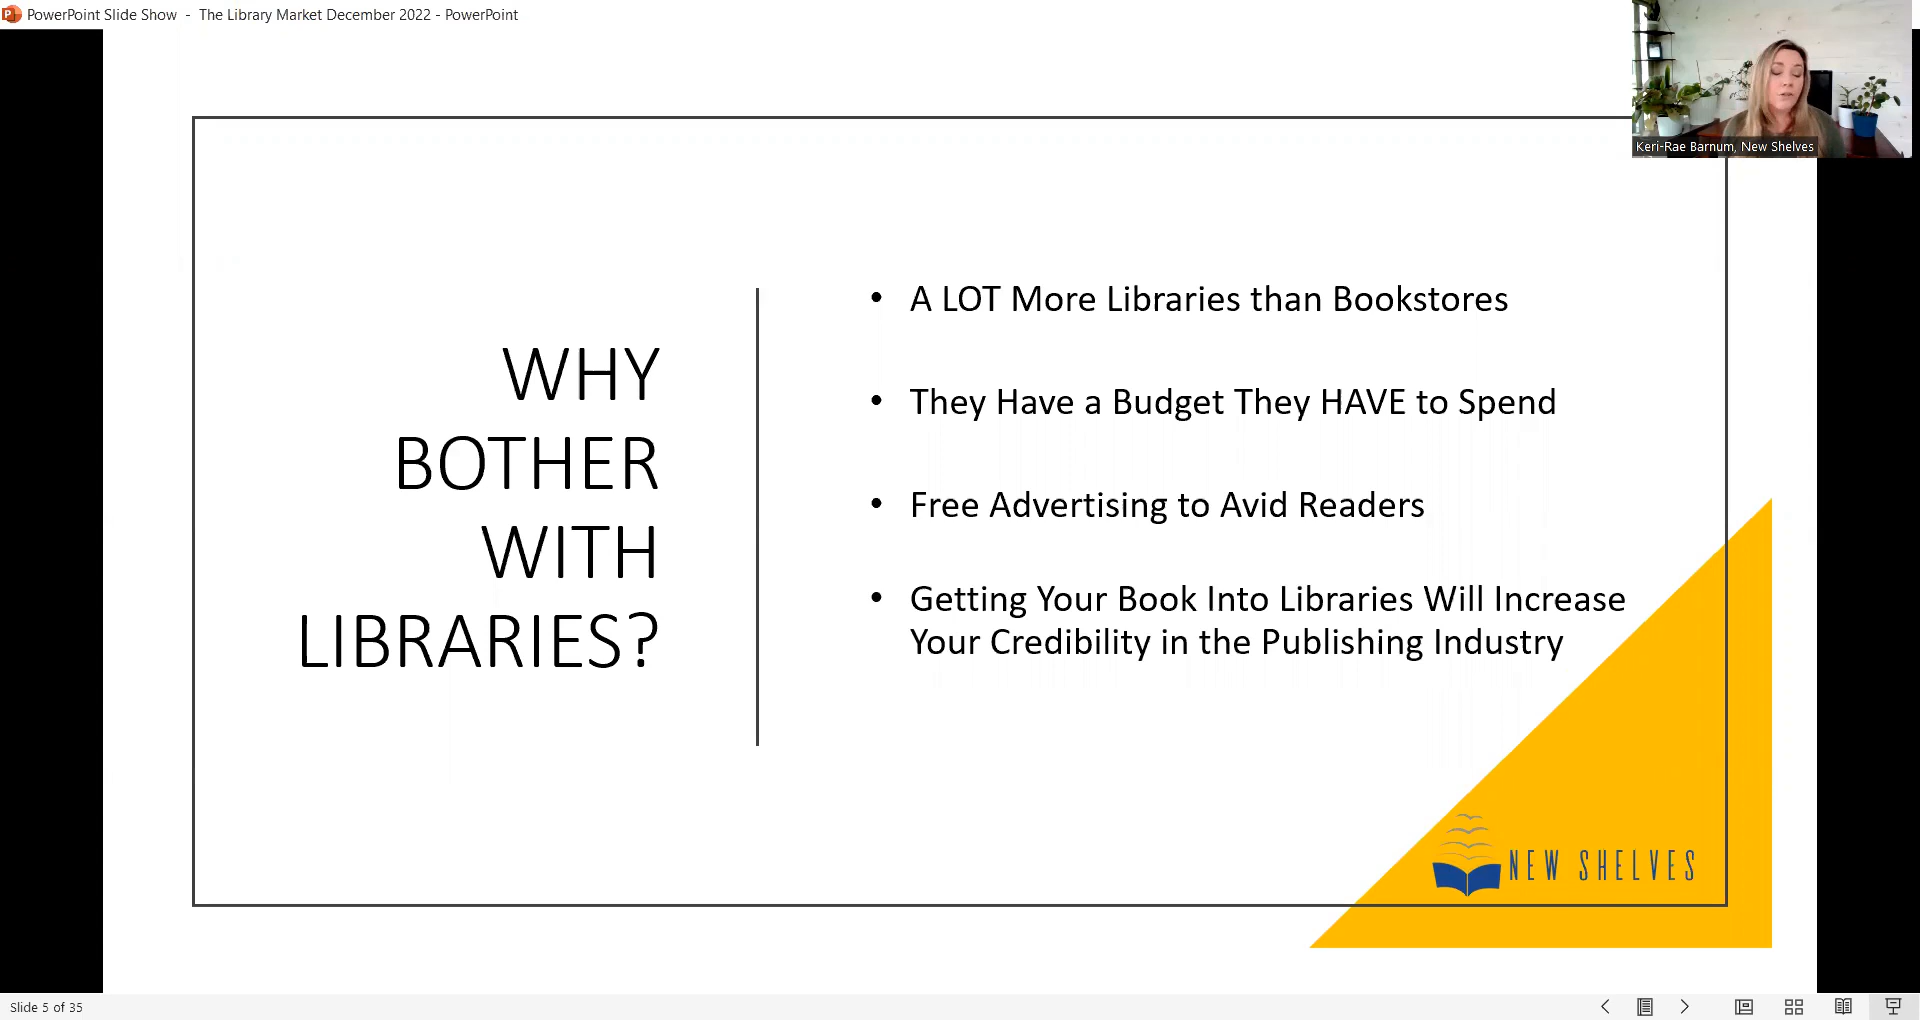 PowerPoint Slide Show - The Library Market December 2022 - PowerPoint
Keri-Rae Barnum, New Shelves
WHY
BOTHER
WITH
LIBRARIES?
• A LOT More Libraries than Bookstores
• They Have a Budget They HAVE to Spend
• Free Advertising to Avid Readers
• Getting Your Book Into Libraries Will Increase
Your Credibility in the Publishing Industry
NEW SHELVES
Slide 5 of 35